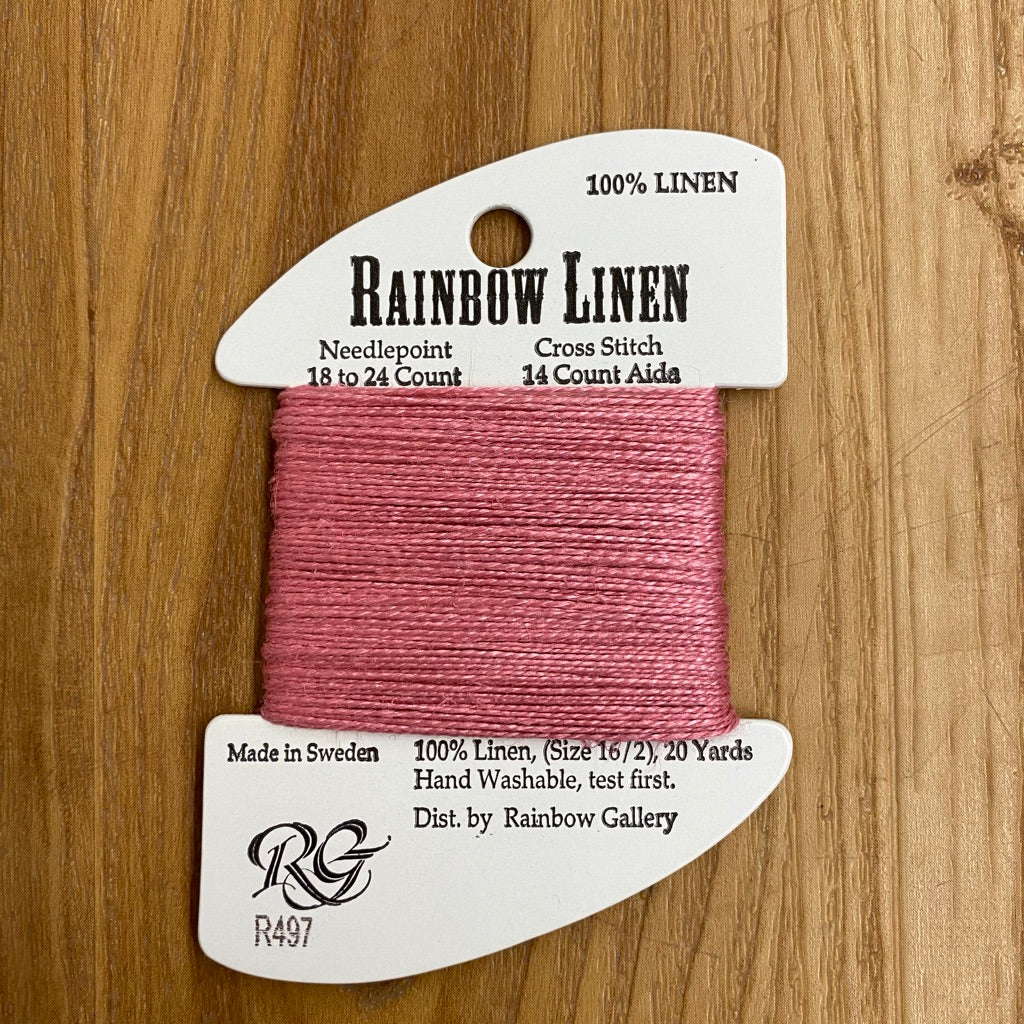 100% LINEN
RAINBOW LINEN
Needlepoint Cross Stitch
18 to 24 Count 14 Count Aida
Made in Sweden 100% Linen, (Size 16/2), 20 Yards
Hand Washable, test first.
Dist. by Rainbow Gallery
RG
R497